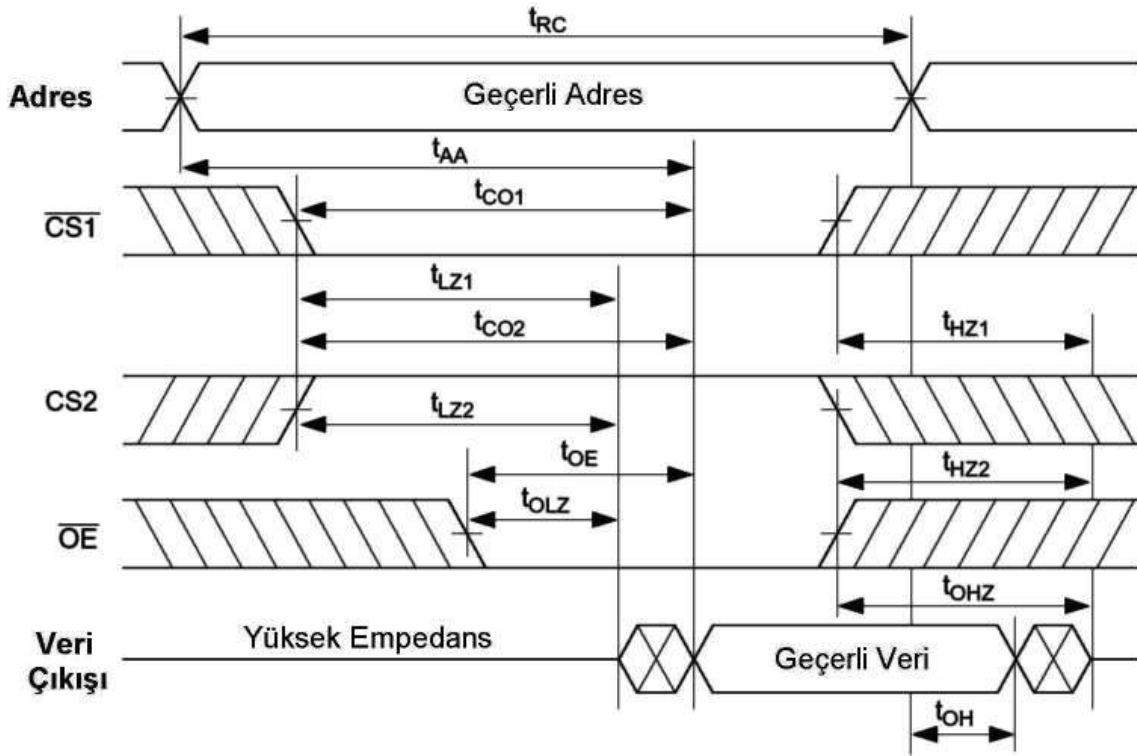 tRC
Adres
Geçerli Adres
tAA
CS1
tCO1
tLZ1
tCO2
tHZ1
CS2
tLZ2
tOE
tHZ2
OE
tOLZ
tOHZ
Veri Çıkışı
Yüksek Empedans
Geçerli Veri
tOH